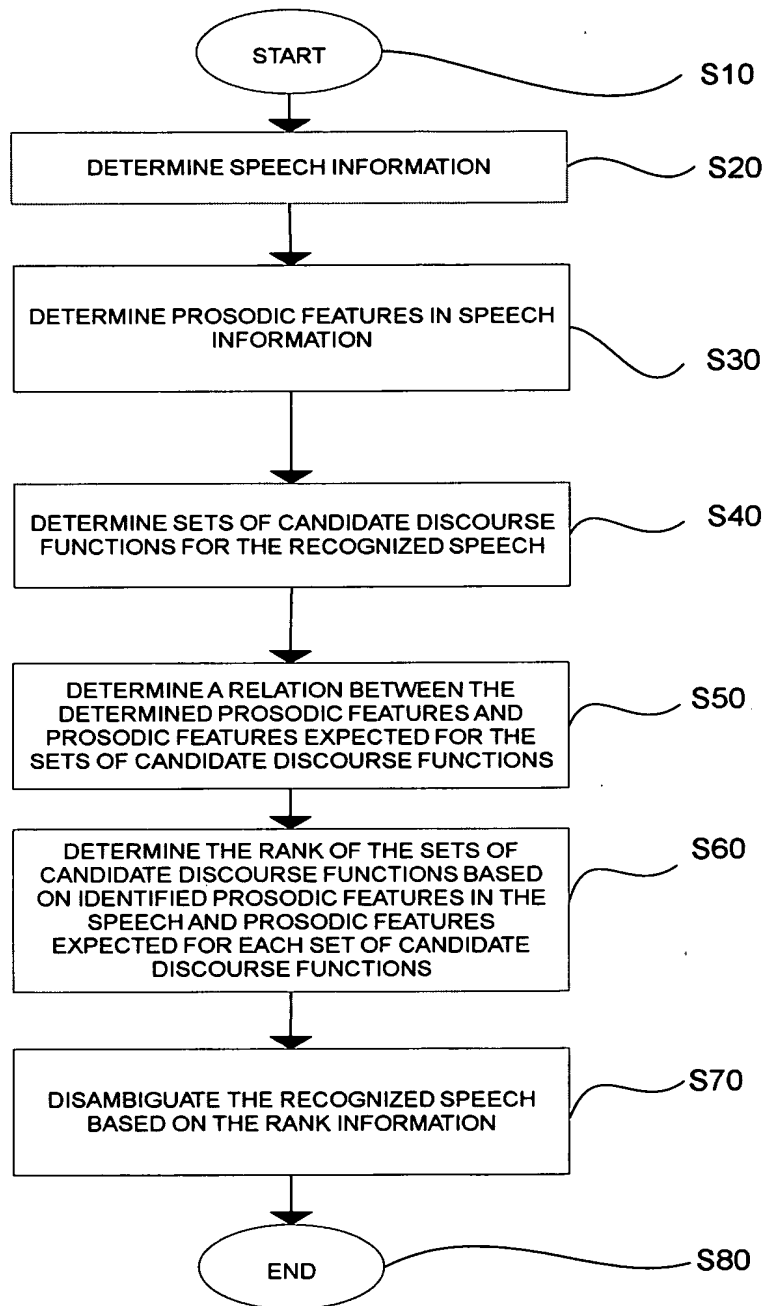 START
S10
DETERMINE SPEECH INFORMATION
S20
DETERMINE PROSODIC FEATURES IN SPEECH
INFORMATION
S30
DETERMINE SETS OF CANDIDATE DISCOURSE
FUNCTIONS FOR THE RECOGNIZED SPEECH
S40
DETERMINE A RELATION BETWEEN THE
DETERMINED PROSODIC FEATURES AND
PROSODIC FEATURES EXPECTED FOR THE
SETS OF CANDIDATE DISCOURSE FUNCTIONS
S50
DETERMINE THE RANK OF THE SETS OF
CANDIDATE DISCOURSE FUNCTIONS BASED
ON IDENTIFIED PROSODIC FEATURES IN THE
SPEECH AND PROSODIC FEATURES
EXPECTED FOR EACH SET OF CANDIDATE
DISCOURSE FUNCTIONS
S60
DISAMBIGUATE THE RECOGNIZED SPEECH
BASED ON THE RANK INFORMATION
S70
END
S80